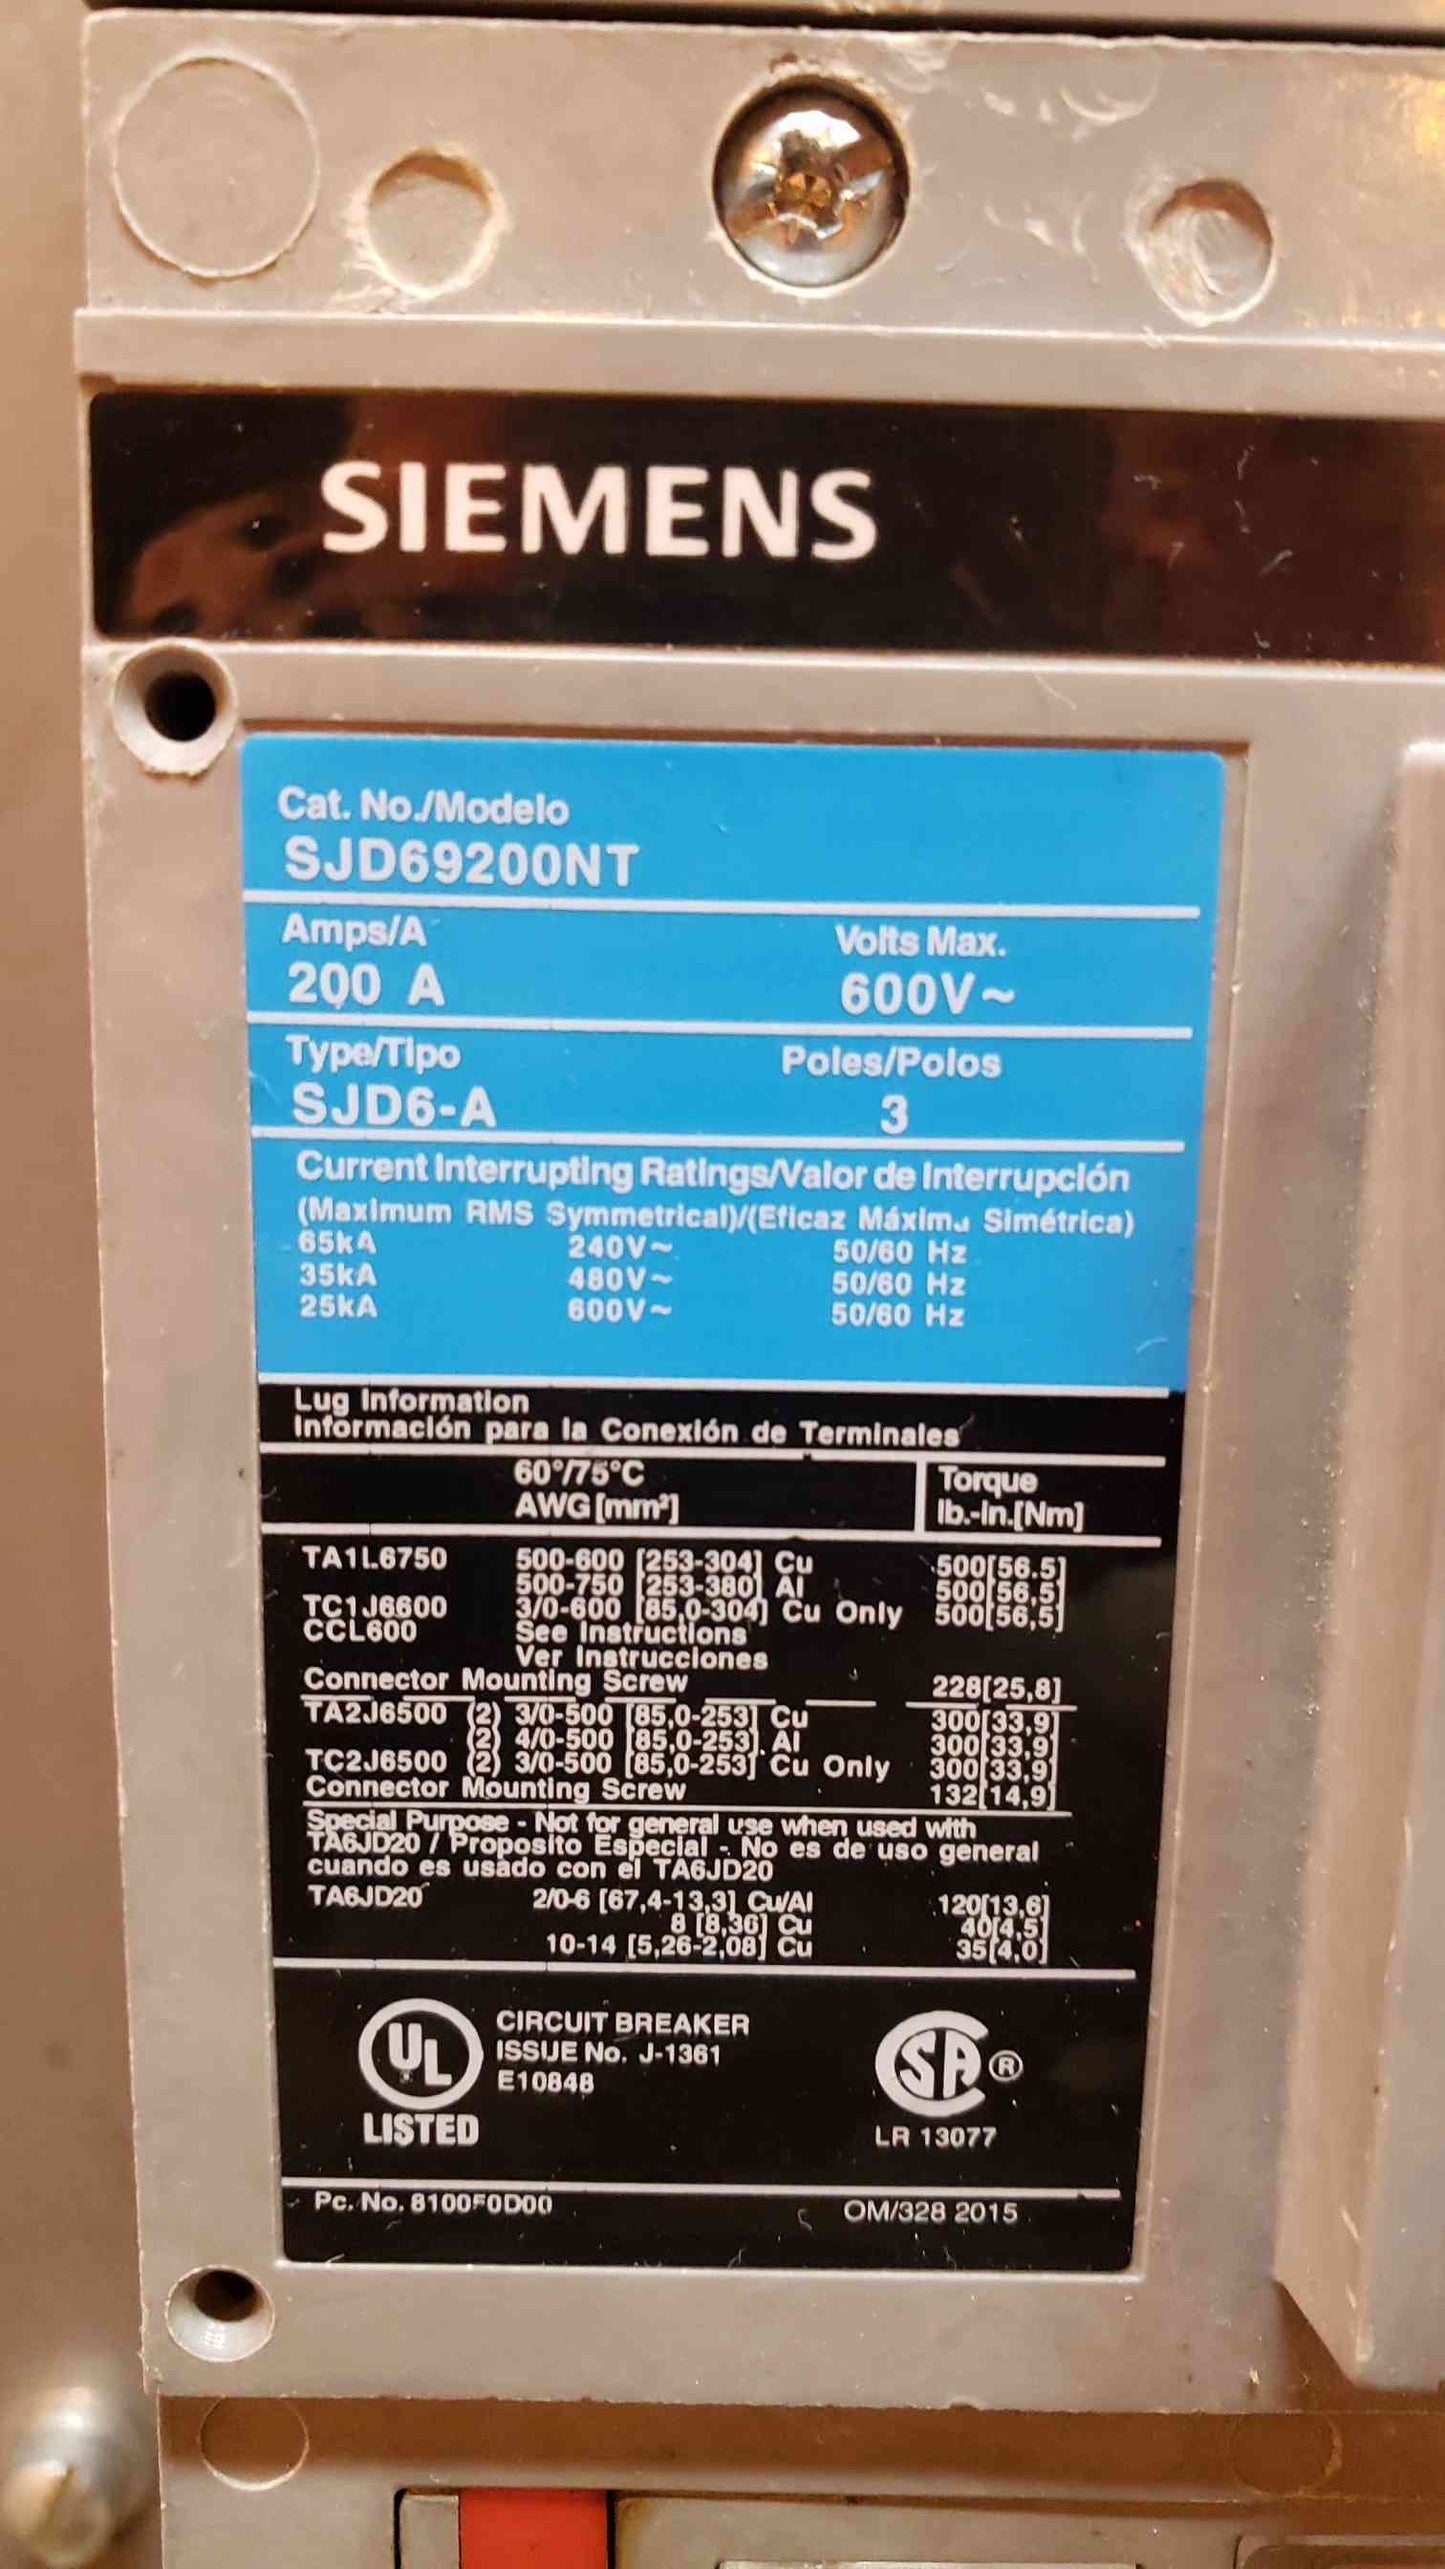 SIEMENS
Cat. No./Modelo
SJD69200NT
Amps/A Volts Max.
200 A 600V~
Type/Tipo Poles/Polos
SJD6-A 3
Current Interrupting Ratings/Valor de Interrupción
(Maximum RMS Symmetrical)/(Eficaz Máxima Simétrica)
65kA 240V~ 50/60 Hz
35kA 480V~ 50/60 Hz
25kA 600V~ 50/60 Hz
Lug Information
Información para la Conexión de Terminales
60°/75°C Torque
AWG [mm²] lb.-in.[Nm]
TA1L6750 500-600 [253-304] Cu 500[56.5]
500-750 [253-380] Al 500[56,5]
TC1J6600 3/0-600 [85,0-304] Cu Only 500[56,5]
CCL600 See Instructions
Ver Instrucciones
Connector Mounting Screw 228[25,8]
TA2J6500 (2) 3/0-500 [85,0-253] Cu 300[33,9]
(2) 4/0-500 [85,0-253] Al 300[33,9]
TC2J6500 (2) 3/0-500 [85,0-253] Cu Only 300[33,9]
Connector Mounting Screw 132[14,9]
Special Purpose - Not for general use when used with
TA6JD20 / Proposito Especial - No es de uso general
cuando es usado con el TA6JD20
TA6JD20 2/0-6 [67,4-13,3] Cu/Al 120[13,6]
8 [8,36] Cu 40[4,5]
10-14 [5,26-2,08] Cu 35[4,0]
UL CIRCUIT BREAKER
ISSUE No. J-1361
E10848
LISTED
CSA ®
LR 13077
Pc. No. 8100F0D00 OM/328 2015